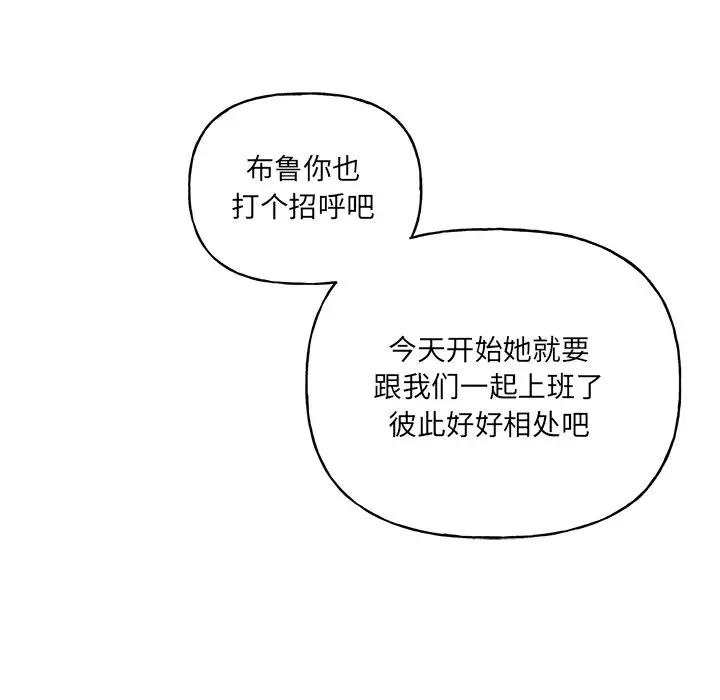 布鲁你也
打个招呼吧
今天开始她就要
跟我们一起上班了
彼此好好相处吧